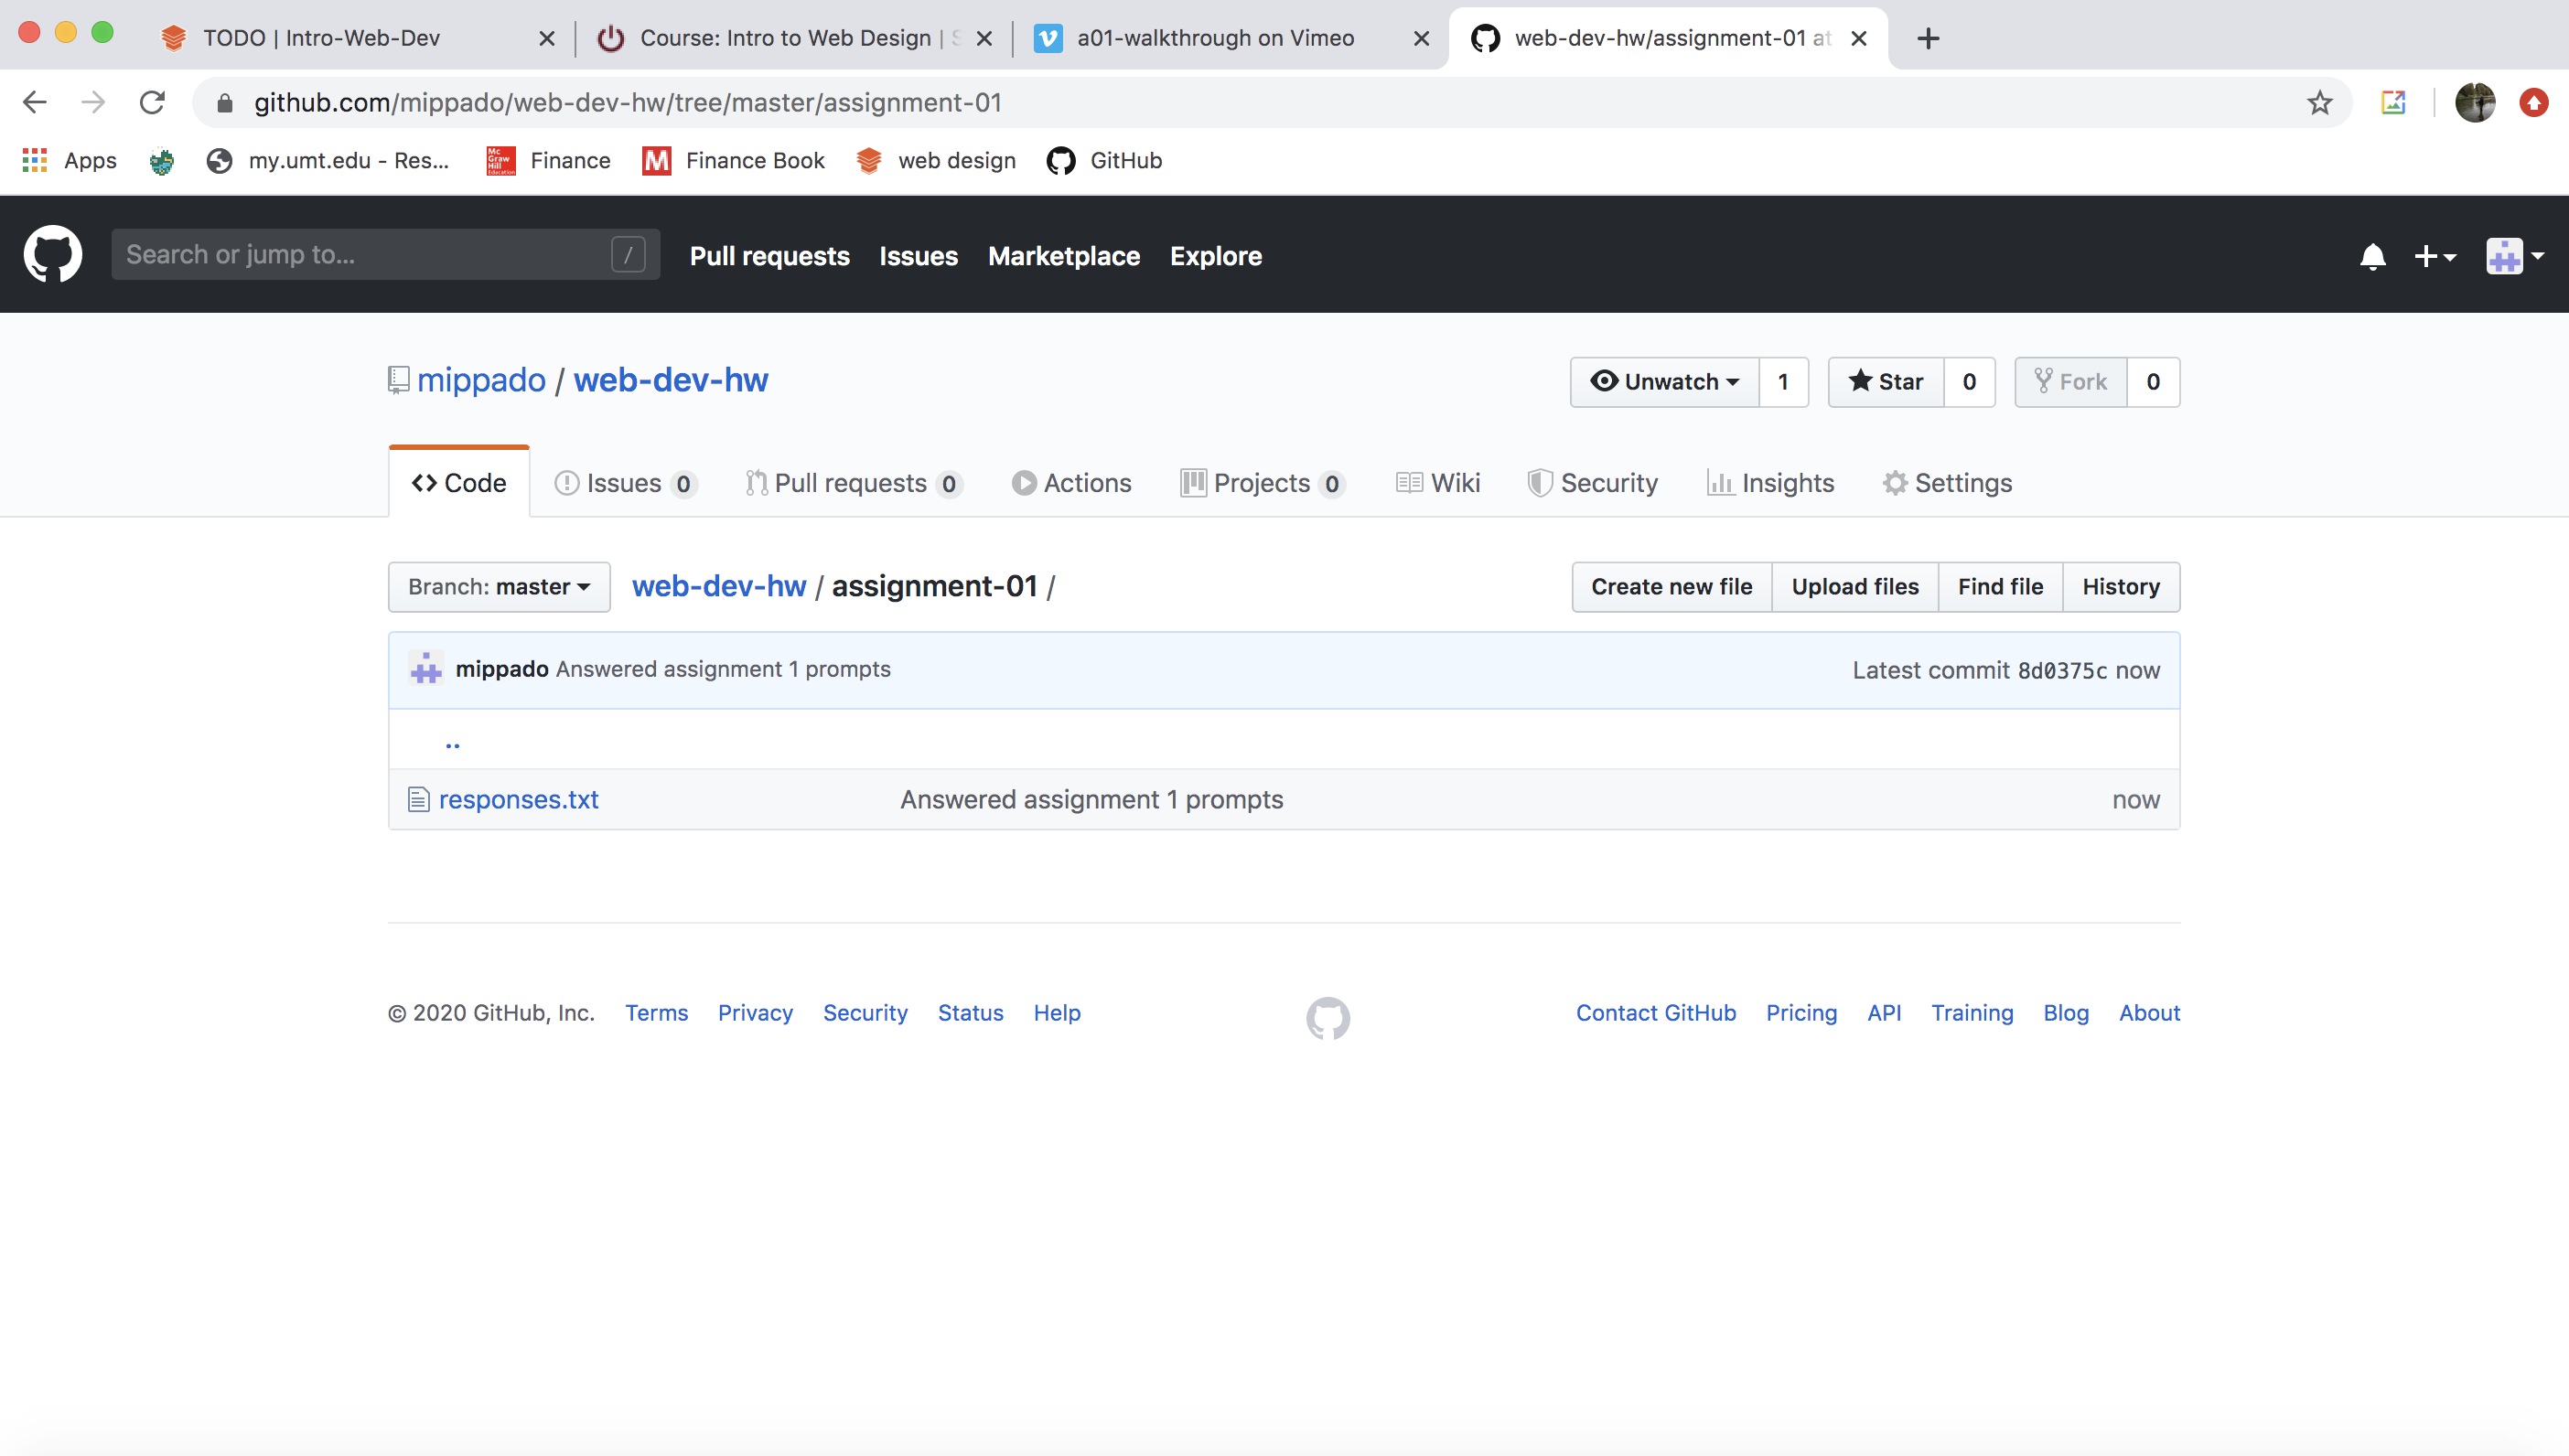 TODO | Intro-Web-Dev
Course: Intro to Web Design |
a01-walkthrough on Vimeo
web-dev-hw/assignment-01 at
github.com/mippado/web-dev-hw/tree/master/assignment-01
Apps
my.umt.edu - Res...
Mc Graw Hill Education
Finance
Finance Book
web design
GitHub
Search or jump to...
/
Pull requests
Issues
Marketplace
Explore
mippado / web-dev-hw
Unwatch 1
Star 0
Fork 0
Code
Issues 0
Pull requests 0
Actions
Projects 0
Wiki
Security
Insights
Settings
Branch: master
web-dev-hw / assignment-01 /
Create new file
Upload files
Find file
History
mippado Answered assignment 1 prompts
Latest commit 8d0375c now
..
responses.txt
Answered assignment 1 prompts
now
© 2020 GitHub, Inc.
Terms
Privacy
Security
Status
Help
Contact GitHub
Pricing
API
Training
Blog
About